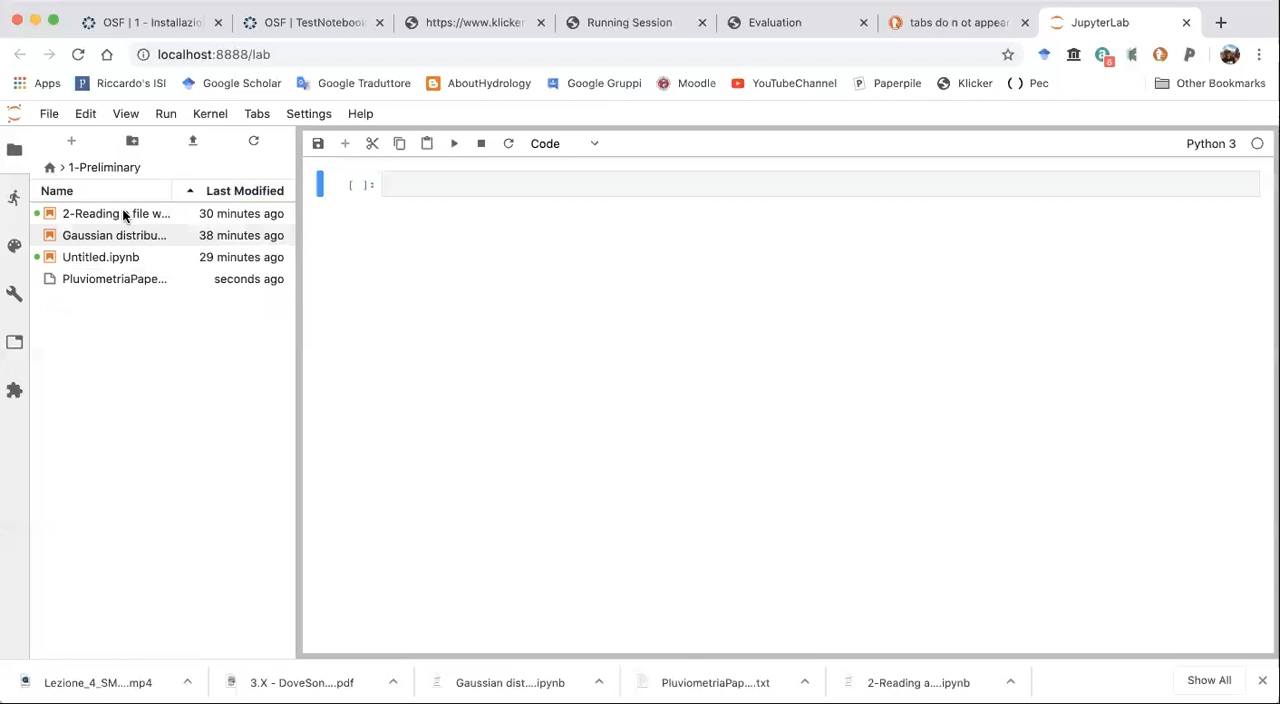 OSF | 1 - Installazio
OSF | TestNotebook
https://www.klicker
Running Session
Evaluation
tabs do n ot appear
JupyterLab
localhost:8888/lab
6
Apps
Riccardo's ISI
Google Scholar
Google Traduttore
AboutHydrology
Google Gruppi
Moodle
YouTubeChannel
Paperpile
Klicker
Pec
Other Bookmarks
File Edit View Run Kernel Tabs Settings Help
1-Preliminary
Name Last Modified
2-Reading file w... 30 minutes ago
Gaussian distribu... 38 minutes ago
Untitled.ipynb 29 minutes ago
PluviometriaPape... seconds ago
Code
Python 3
[ ]:
Lezione_4_SM....mp4
3.X - DoveSon....pdf
Gaussian dist....ipynb
PluviometriaPap....txt
2-Reading a....ipynb
Show All